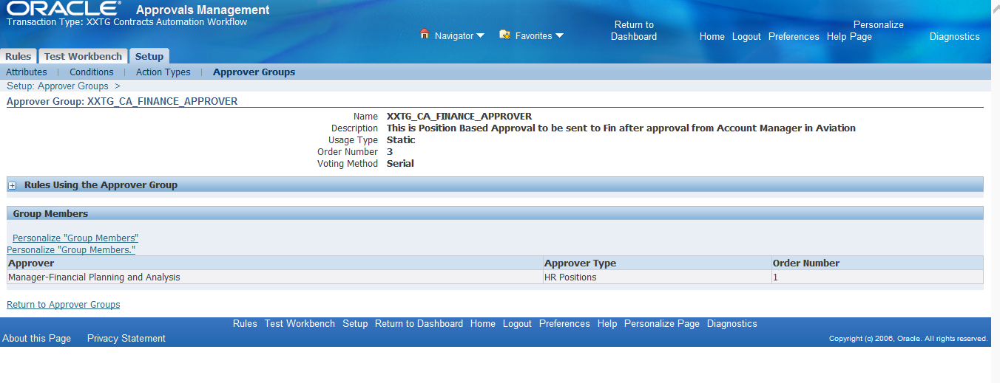 ORACLE® Approvals Management
Transaction Type: XXTG Contracts Automation Workflow
Navigator Favorites Return to Dashboard Home Logout Preferences Help Personalize Page Diagnostics
Rules Test Workbench Setup
Attributes | Conditions | Action Types | Approver Groups
Setup: Approver Groups >
Approver Group: XXTG_CA_FINANCE_APPROVER
Name XXTG_CA_FINANCE_APPROVER
Description This is Position Based Approval to be sent to Fin after approval from Account Manager in Aviation
Usage Type Static
Order Number 3
Voting Method Serial
Rules Using the Approver Group
Group Members
Personalize "Group Members"
Personalize "Group Members."
Approver Approver Type Order Number
Manager-Financial Planning and Analysis HR Positions 1
Return to Approver Groups
Rules Test Workbench Setup Return to Dashboard Home Logout Preferences Help Personalize Page Diagnostics
About this Page Privacy Statement Copyright (c) 2006, Oracle. All rights reserved.